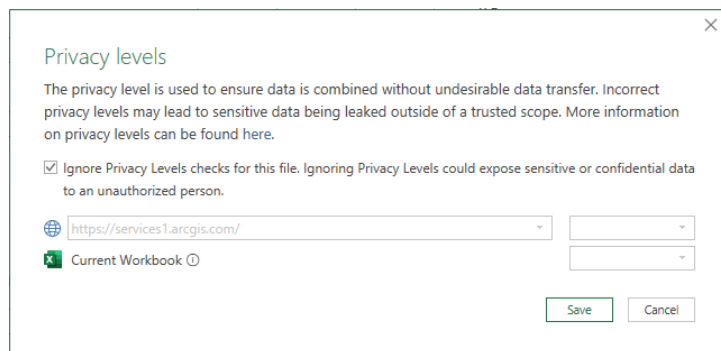 Privacy levels
The privacy level is used to ensure data is combined without undesirable data transfer. Incorrect
privacy levels may lead to sensitive data being leaked outside of a trusted scope. More information
on privacy levels can be found here.
Ignore Privacy Levels checks for this file. Ignoring Privacy Levels could expose sensitive or confidential data
to an unauthorized person.
https://services1.arcgis.com/
Current Workbook
Save Cancel